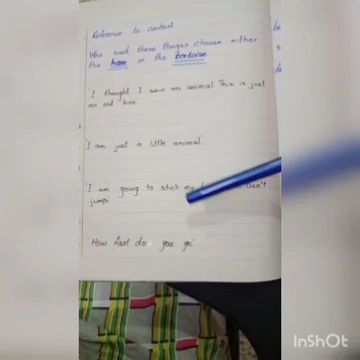 Reference to context
Who said these things choose either
the hare or the tortoise
'I thought I saw an animal This is just
an old
'I am just a little animal'
'I am going to stick my
jump'
'How fast do you go'
InShOt